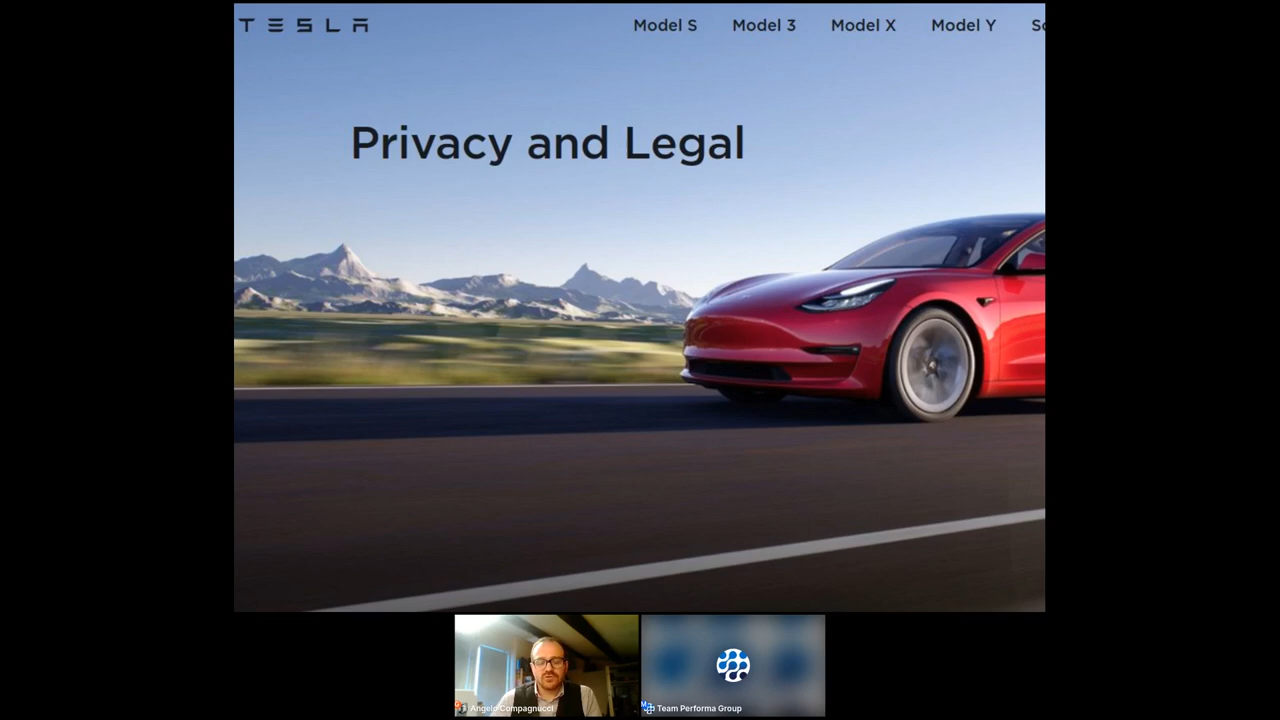 TESLA
Model S
Model 3
Model X
Model Y
Privacy and Legal
Angelo Compagnucci
Team Performa Group